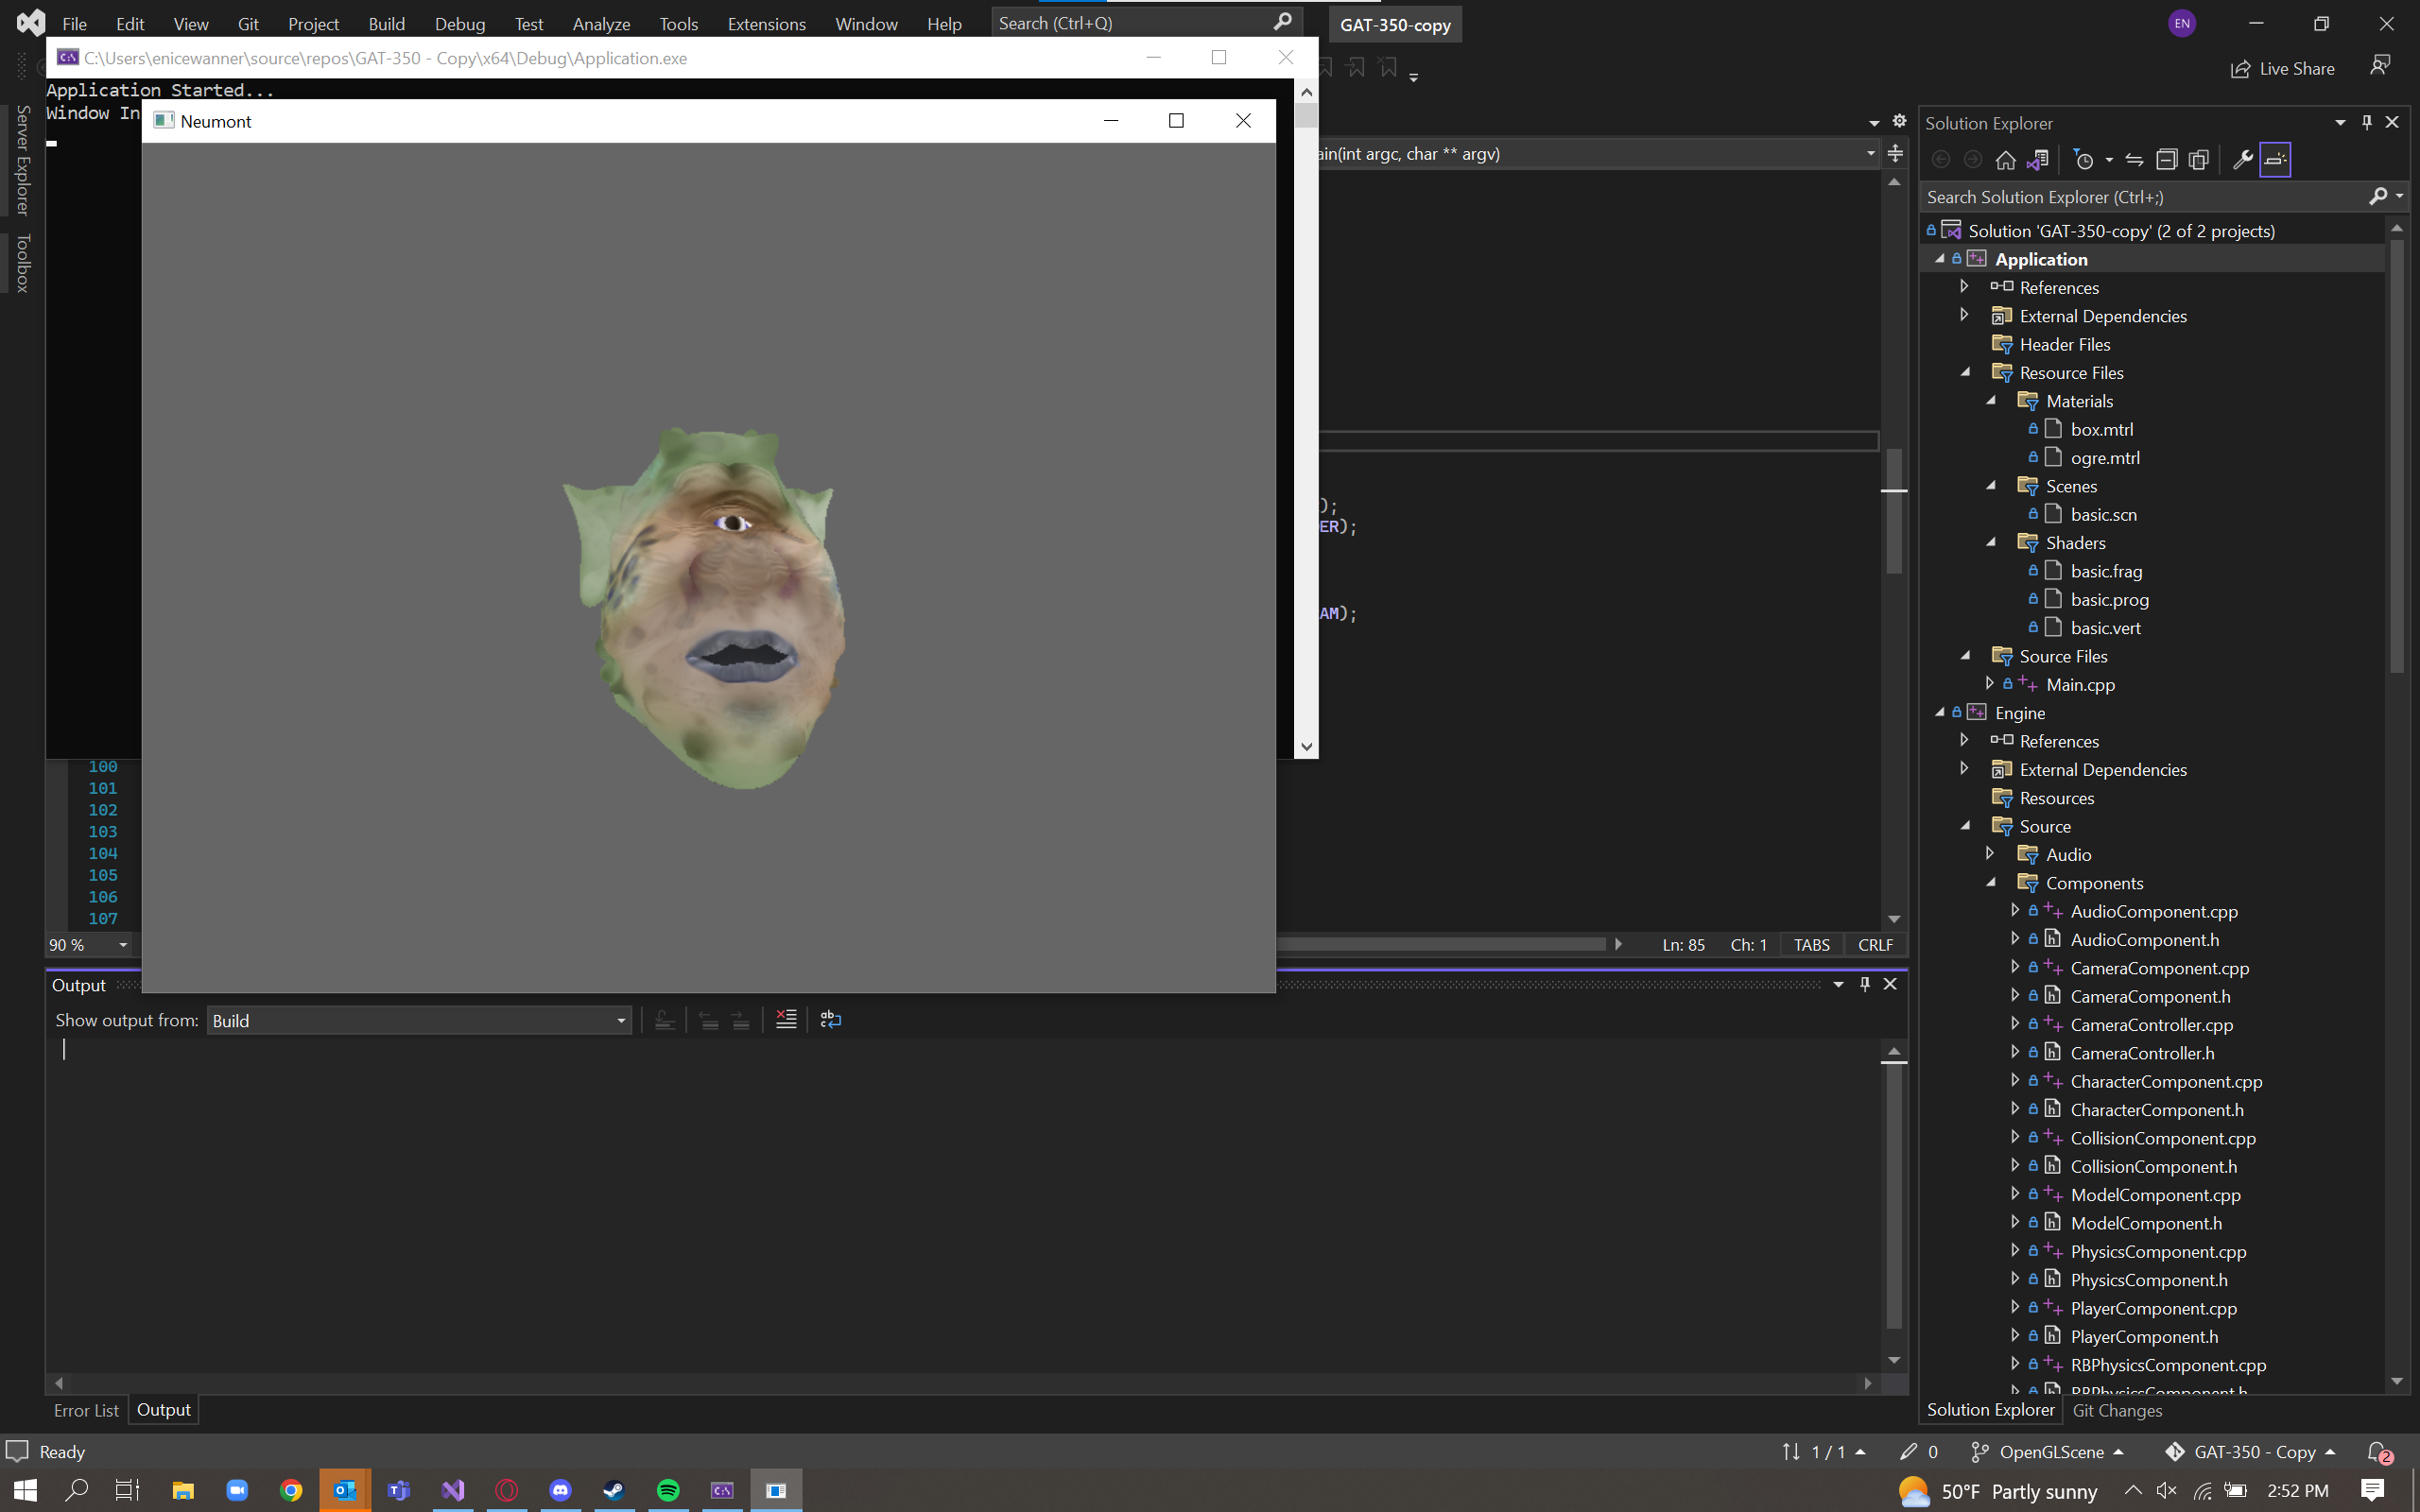 File Edit View Git Project Build Debug Test Analyze Tools Extensions Window Help Search (Ctrl+Q) GAT-350-copy EN
C:\Users\enicewanner\source\repos\GAT-350 - Copy\x64\Debug\Application.exe
Live Share
Application Started...
Window In
Neumont
Server Explorer
Toolbox
ain(int argc, char ** argv)
);
ER);
AM);
100
101
102
103
104
105
106
107
90 %
Ln: 85 Ch: 1 TABS CRLF
Output
Show output from: Build
Error List Output
Solution Explorer
Search Solution Explorer (Ctrl+;)
Solution 'GAT-350-copy' (2 of 2 projects)
Application
References
External Dependencies
Header Files
Resource Files
Materials
box.mtrl
ogre.mtrl
Scenes
basic.scn
Shaders
basic.frag
basic.prog
basic.vert
Source Files
Main.cpp
Engine
References
External Dependencies
Resources
Source
Audio
Components
AudioComponent.cpp
AudioComponent.h
CameraComponent.cpp
CameraComponent.h
CameraController.cpp
CameraController.h
CharacterComponent.cpp
CharacterComponent.h
CollisionComponent.cpp
CollisionComponent.h
ModelComponent.cpp
ModelComponent.h
PhysicsComponent.cpp
PhysicsComponent.h
PlayerComponent.cpp
PlayerComponent.h
RBPhysicsComponent.cpp
RBPhysicsComponent.h
Solution Explorer Git Changes
Ready
1 / 1 0 OpenGLScene GAT-350 - Copy 2
50°F Partly sunny 2:52 PM